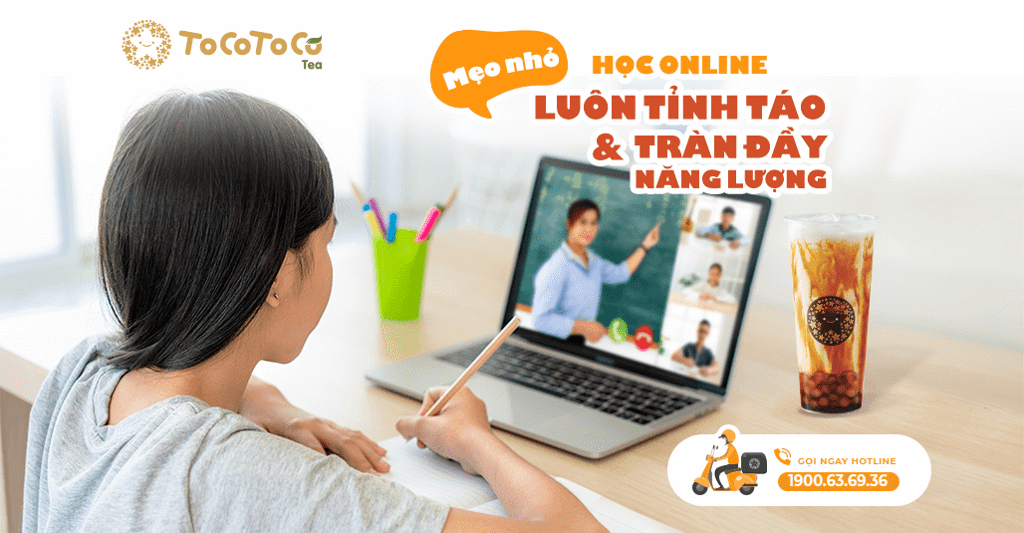 ToCoToCo
Tea
Mẹo nhỏ
HỌC ONLINE
LUÔN TỈNH TÁO
& TRÀN ĐẦY
NĂNG LƯỢNG
GỌI NGAY HOTLINE
1900.63.69.36